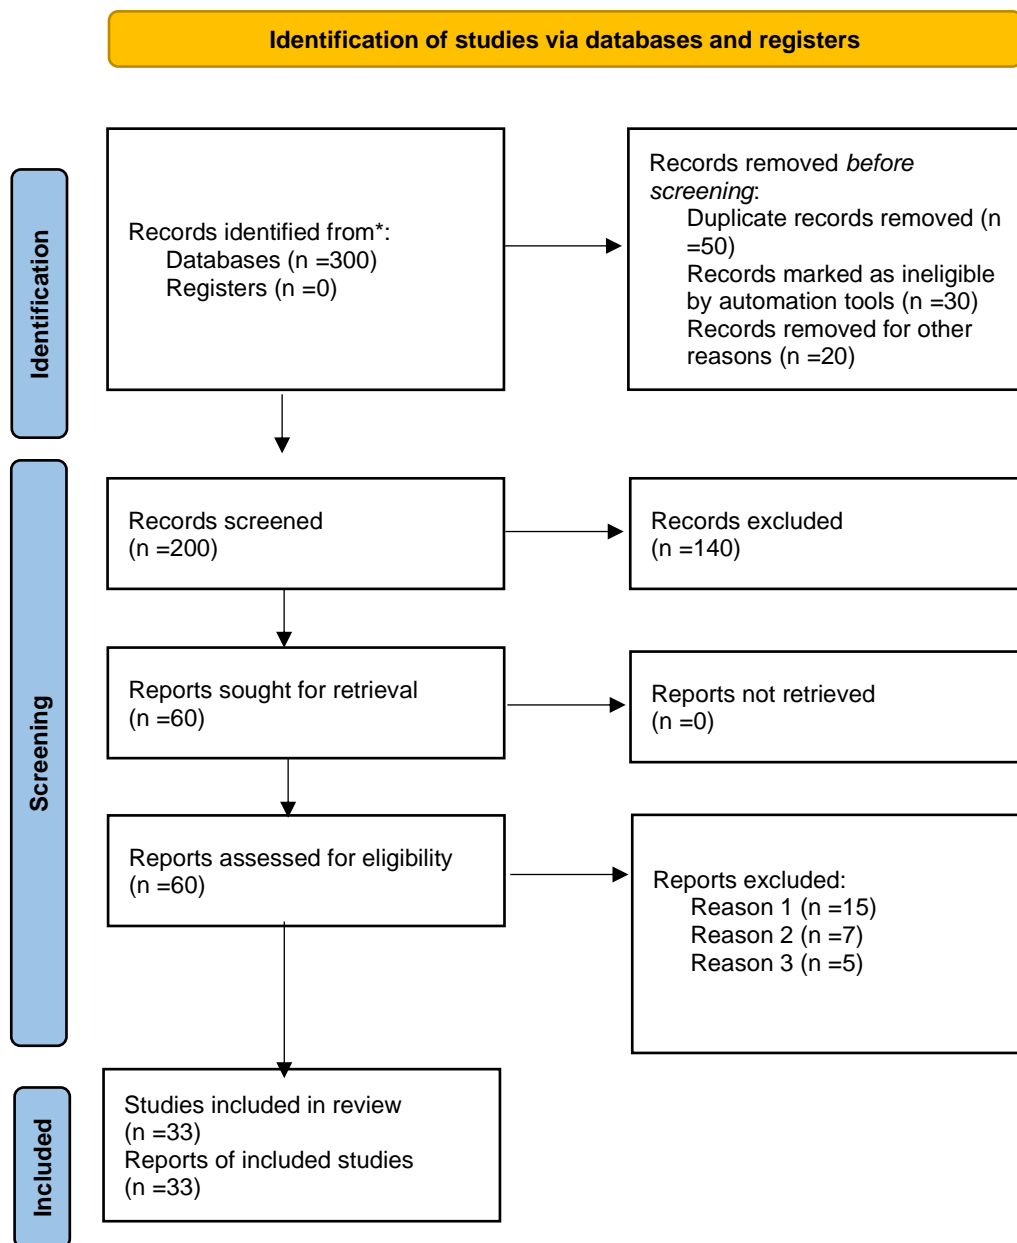 Identification of studies via databases and registers
Identification
Records identified from*:
Databases (n =300)
Registers (n =0)
Records removed before
screening:
Duplicate records removed (n
=50)
Records marked as ineligible
by automation tools (n =30)
Records removed for other
reasons (n =20)
Screening
Records screened
(n =200)
Records excluded
(n =140)
Reports sought for retrieval
(n =60)
Reports not retrieved
(n =0)
Reports assessed for eligibility
(n =60)
Reports excluded:
Reason 1 (n =15)
Reason 2 (n =7)
Reason 3 (n =5)
Included
Studies included in review
(n =33)
Reports of included studies
(n =33)